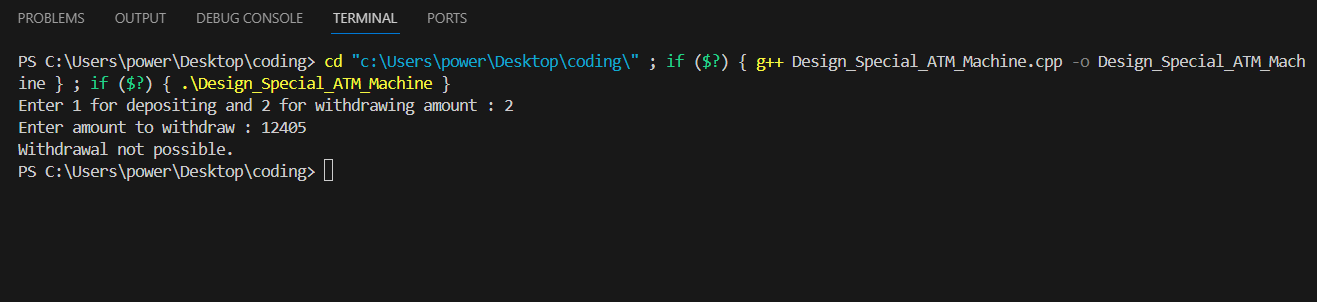 PROBLEMS OUTPUT DEBUG CONSOLE TERMINAL PORTS
PS C:\Users\power\Desktop\coding> cd "c:\Users\power\Desktop\coding\" ; if ($?) { g++ Design_Special_ATM_Machine.cpp -o Design_Special_ATM_Mach
ine } ; if ($?) { .\Design_Special_ATM_Machine }
Enter 1 for depositing and 2 for withdrawing amount : 2
Enter amount to withdraw : 12405
Withdrawal not possible.
PS C:\Users\power\Desktop\coding>